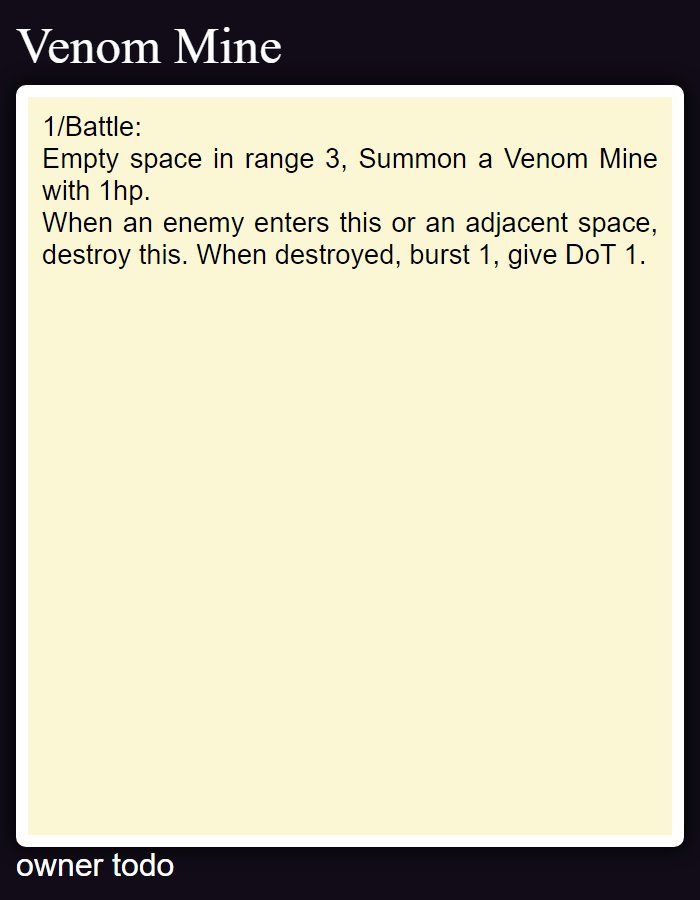 Venom Mine
1/Battle:
Empty space in range 3, Summon a Venom Mine
with 1hp.
When an enemy enters this or an adjacent space,
destroy this. When destroyed, burst 1, give DoT 1.
owner todo